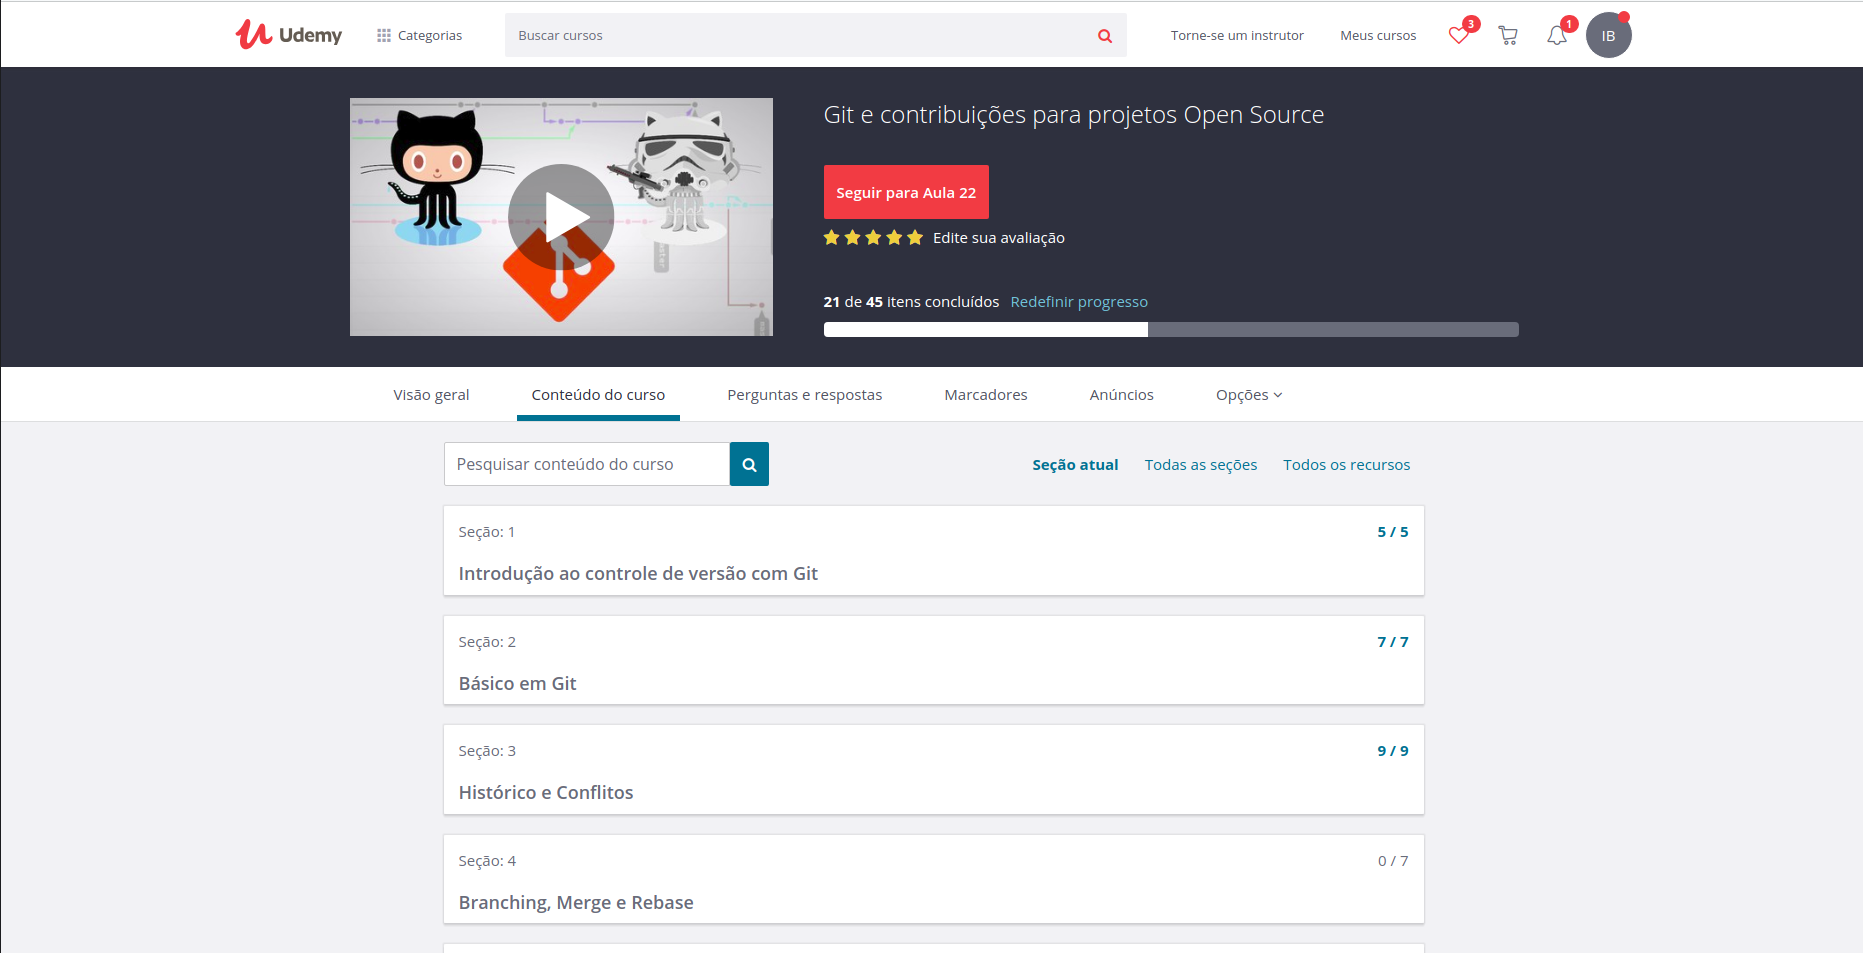 Udemy
Categorias
Buscar cursos
Torne-se um instrutor
Meus cursos
3
1
IB
Git e contribuições para projetos Open Source
Seguir para Aula 22
Edite sua avaliação
21 de 45 itens concluídos Redefinir progresso
Visão geral
Conteúdo do curso
Perguntas e respostas
Marcadores
Anúncios
Opções
Pesquisar conteúdo do curso
Seção atual
Todas as seções
Todos os recursos
Seção: 1
5 / 5
Introdução ao controle de versão com Git
Seção: 2
7 / 7
Básico em Git
Seção: 3
9 / 9
Histórico e Conflitos
Seção: 4
0 / 7
Branching, Merge e Rebase